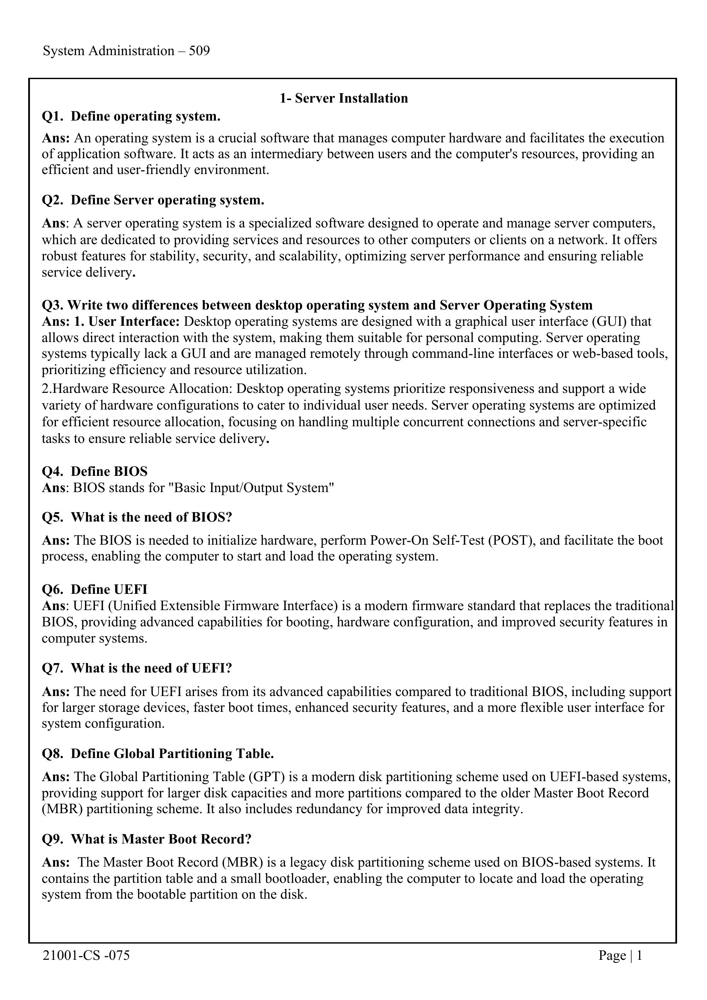 System Administration – 509
1- Server Installation
Q1. Define operating system.
Ans: An operating system is a crucial software that manages computer hardware and facilitates the execution
of application software. It acts as an intermediary between users and the computer's resources, providing an
efficient and user-friendly environment.
Q2. Define Server operating system.
Ans: A server operating system is a specialized software designed to operate and manage server computers,
which are dedicated to providing services and resources to other computers or clients on a network. It offers
robust features for stability, security, and scalability, optimizing server performance and ensuring reliable
service delivery.
Q3. Write two differences between desktop operating system and Server Operating System
Ans: 1. User Interface: Desktop operating systems are designed with a graphical user interface (GUI) that
allows direct interaction with the system, making them suitable for personal computing. Server operating
systems typically lack a GUI and are managed remotely through command-line interfaces or web-based tools,
prioritizing efficiency and resource utilization.
2.Hardware Resource Allocation: Desktop operating systems prioritize responsiveness and support a wide
variety of hardware configurations to cater to individual user needs. Server operating systems are optimized
for efficient resource allocation, focusing on handling multiple concurrent connections and server-specific
tasks to ensure reliable service delivery.
Q4. Define BIOS
Ans: BIOS stands for "Basic Input/Output System"
Q5. What is the need of BIOS?
Ans: The BIOS is needed to initialize hardware, perform Power-On Self-Test (POST), and facilitate the boot
process, enabling the computer to start and load the operating system.
Q6. Define UEFI
Ans: UEFI (Unified Extensible Firmware Interface) is a modern firmware standard that replaces the traditional
BIOS, providing advanced capabilities for booting, hardware configuration, and improved security features in
computer systems.
Q7. What is the need of UEFI?
Ans: The need for UEFI arises from its advanced capabilities compared to traditional BIOS, including support
for larger storage devices, faster boot times, enhanced security features, and a more flexible user interface for
system configuration.
Q8. Define Global Partitioning Table.
Ans: The Global Partitioning Table (GPT) is a modern disk partitioning scheme used on UEFI-based systems,
providing support for larger disk capacities and more partitions compared to the older Master Boot Record
(MBR) partitioning scheme. It also includes redundancy for improved data integrity.
Q9. What is Master Boot Record?
Ans: The Master Boot Record (MBR) is a legacy disk partitioning scheme used on BIOS-based systems. It
contains the partition table and a small bootloader, enabling the computer to locate and load the operating
system from the bootable partition on the disk.
21001-CS -075
Page | 1